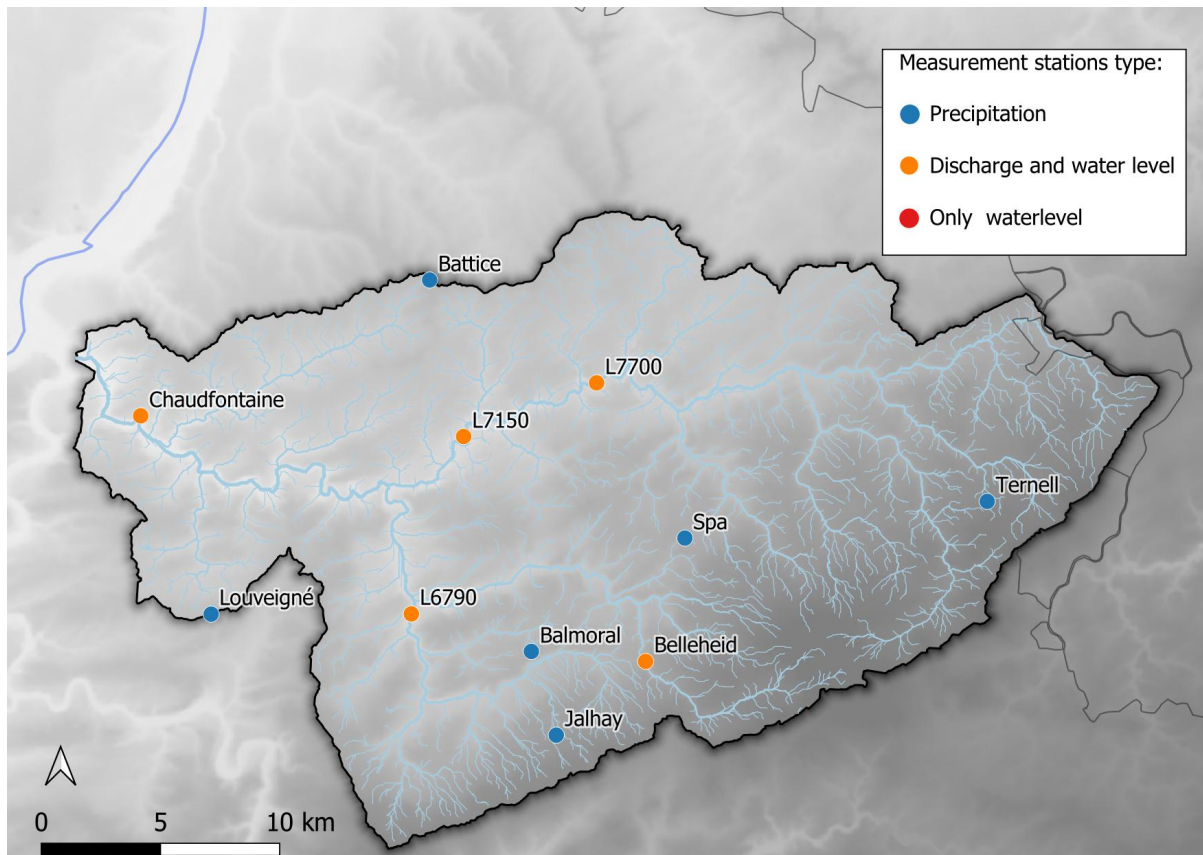 Measurement stations type:
Precipitation
Discharge and water level
Only waterlevel
Battice
L7700
Chaudfontaine
L7150
Ternell
Spa
Louveigné
L6790
Balmoral
Belleheid
Jalhay
0 5 10 km